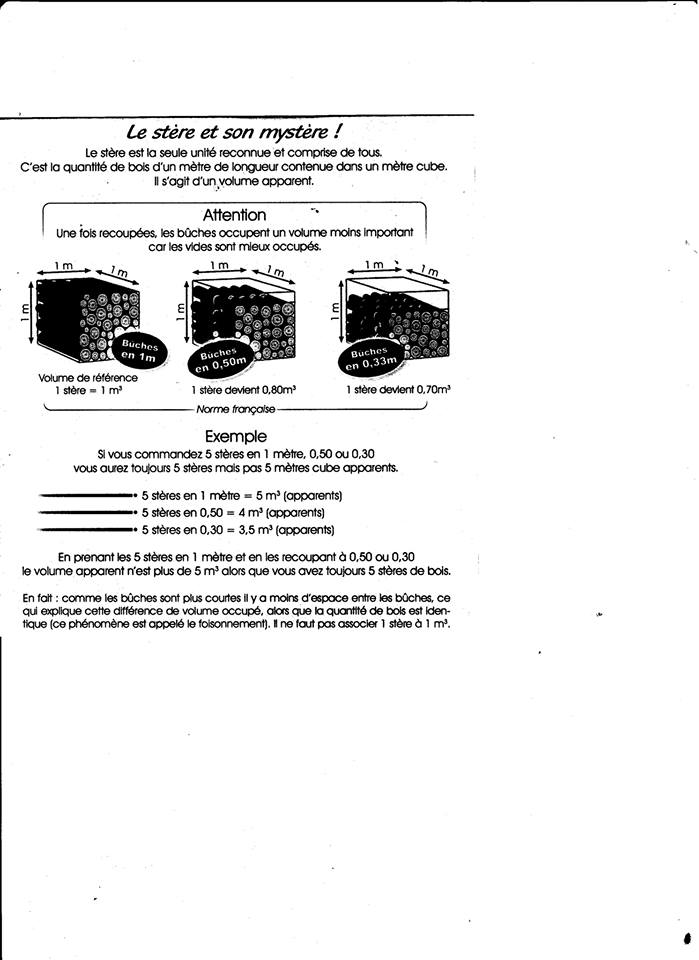 Le stère et son mystère !
Le stère est la seule unité reconnue et comprise de tous.
C'est la quantité de bois d'un mètre de longueur contenue dans un mètre cube.
Il s'agit d'un volume apparent.
Attention
Une fois recoupées, les bûches occupent un volume moins important
car les vides sont mieux occupés.
1 m 1 m 1 m 1 m 1 m 1 m
1 m 1 m 1 m
Bûches en 1m
Bûches en 0,50m
Bûches en 0,33m
Volume de référence
1 stère = 1 m³ 1 stère devient 0,80m³ 1 stère devient 0,70m³
Norme française
Exemple
Si vous commandez 5 stères en 1 mètre, 0,50 ou 0,30
vous aurez toujours 5 stères mais pas 5 mètres cube apparents.
• 5 stères en 1 mètre = 5 m³ (apparents)
• 5 stères en 0,50 = 4 m³ (apparents)
• 5 stères en 0,30 = 3,5 m³ (apparents)
En prenant les 5 stères en 1 mètre et en les recoupant à 0,50 ou 0,30
le volume apparent n'est plus de 5 m³ alors que vous avez toujours 5 stères de bois.
En fait : comme les bûches sont plus courtes il y a moins d'espace entre les bûches, ce
qui explique cette différence de volume occupé, alors que la quantité de bois est iden-
tique (ce phénomène est appelé le foisonnement). Il ne faut pas associer 1 stère à 1 m³.